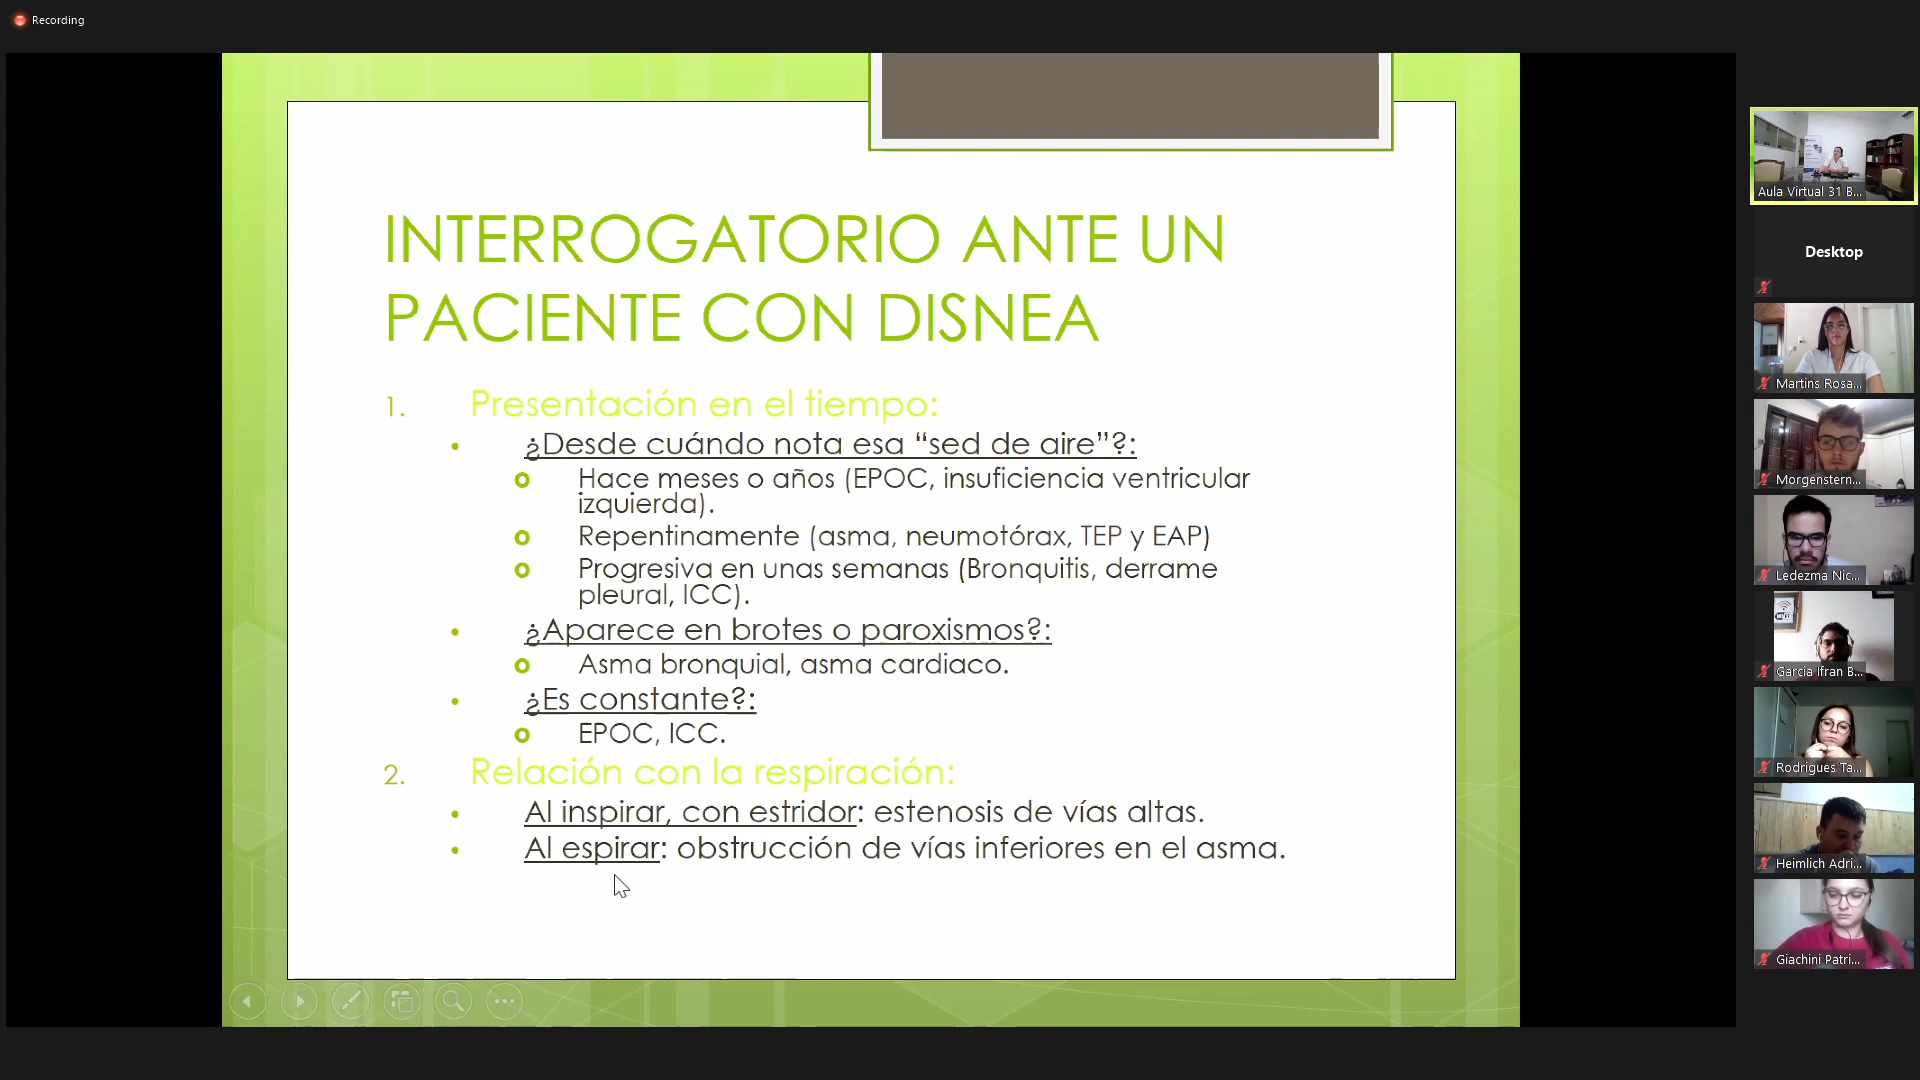 Recording
INTERROGATORIO ANTE UN
PACIENTE CON DISNEA
1. Presentación en el tiempo:
• ¿Desde cuándo nota esa “sed de aire”?:
Hace meses o años (EPOC, insuficiencia ventricular
izquierda).
Repentinamente (asma, neumotórax, TEP y EAP)
Progresiva en unas semanas (Bronquitis, derrame
pleural, ICC).
• ¿Aparece en brotes o paroxismos?:
Asma bronquial, asma cardiaco.
• ¿Es constante?:
EPOC, ICC.
2. Relación con la respiración:
• Al inspirar, con estridor: estenosis de vías altas.
• Al espirar: obstrucción de vías inferiores en el asma.
Aula Virtual 31 B...
Desktop
Martins Rosa...
Morgenstern...
Ledezma Nic...
Garcia Ifran B...
Rodrigues Ta...
Heimlich Adri...
Giachini Patri...